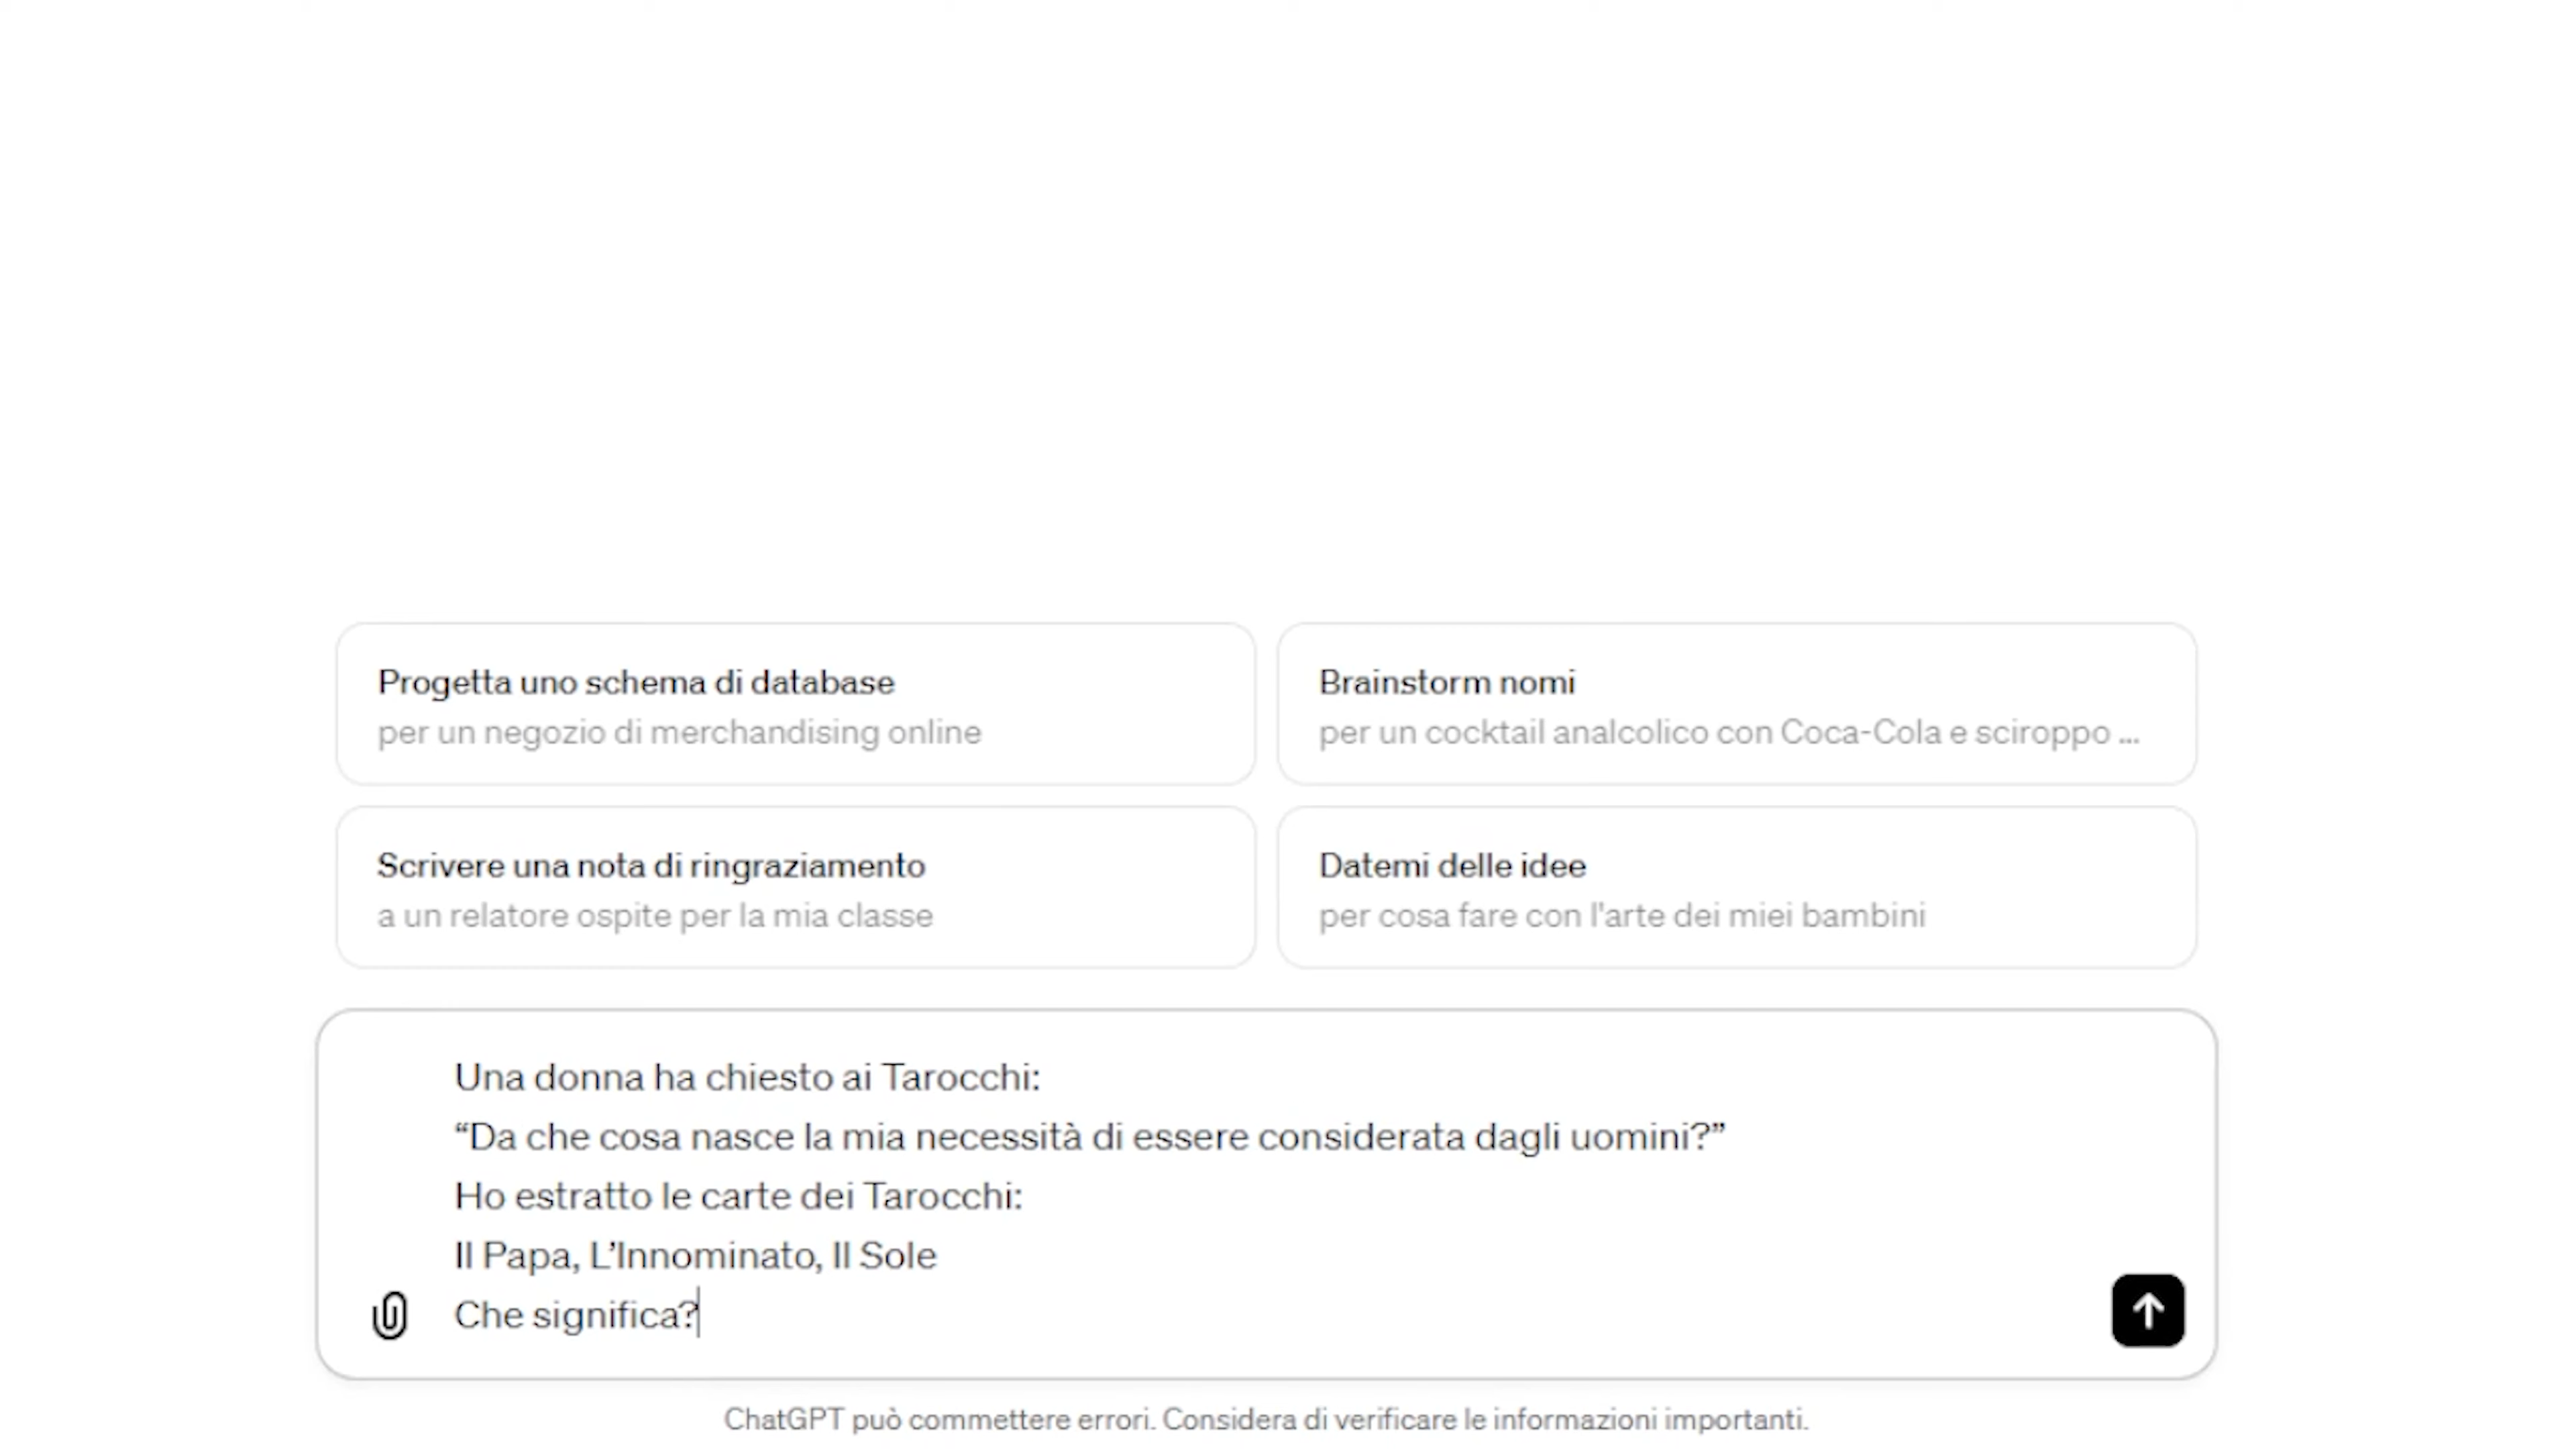 Progetta uno schema di database
per un negozio di merchandising online
Brainstorm nomi
per un cocktail analcolico con Coca-Cola e sciroppo ...
Scrivere una nota di ringraziamento
a un relatore ospite per la mia classe
Datemi delle idee
per cosa fare con l'arte dei miei bambini
Una donna ha chiesto ai Tarocchi:
“Da che cosa nasce la mia necessità di essere considerata dagli uomini?”
Ho estratto le carte dei Tarocchi:
Il Papa, L’Innominato, Il Sole
Che significa?
ChatGPT può commettere errori. Considera di verificare le informazioni importanti.